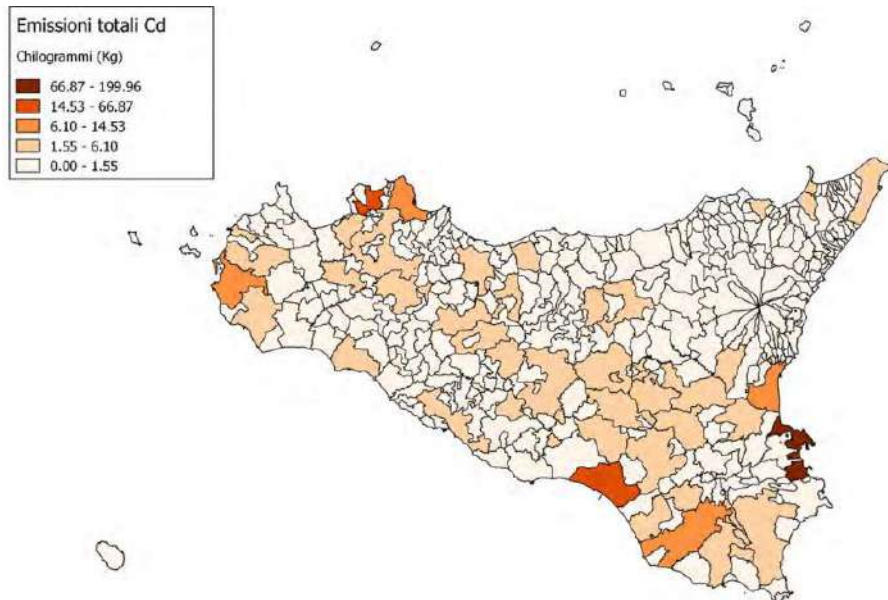 Emissioni totali Cd
Chilogrammi (Kg)
66.87 - 199.96
14.53 - 66.87
6.10 - 14.53
1.55 - 6.10
0.00 - 1.55